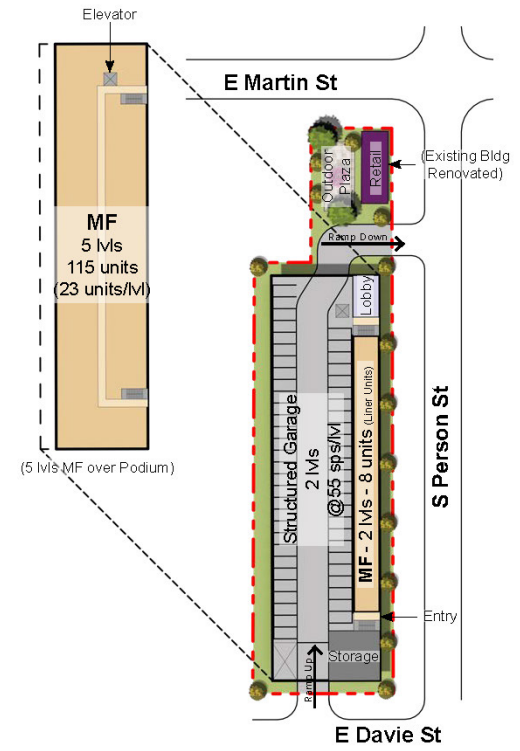 Elevator
E Martin St
Outdoor
Plaza
Retail
(Existing Bldg
Renovated)
Ramp Down
MF
5 lvls
115 units
(23 units/lvl)
Lobby
Structured Garage
2 lvls
@55 sps/lvl
MF - 2 lvls - 8 units (Liner Units)
S Person St
(5 lvls MF over Podium)
Entry
Storage
Ramp Up
E Davie St